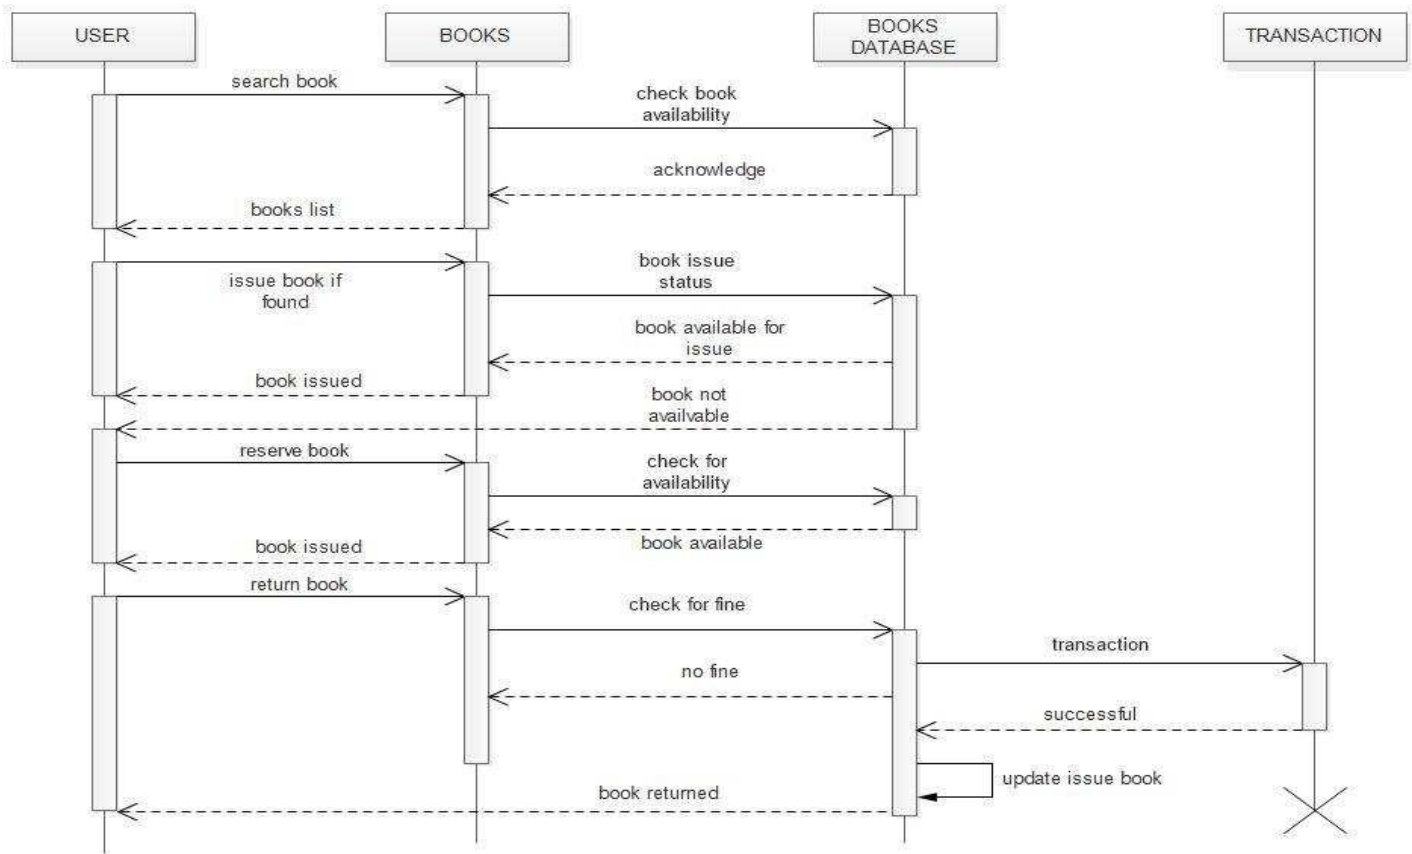 USER
BOOKS
BOOKS
DATABASE
TRANSACTION
search book
check book
availability
acknowledge
books list
issue book if
found
book issue
status
book available for
issue
book issued
book not
availvable
reserve book
check for
availability
book available
book issued
return book
check for fine
transaction
no fine
successful
update issue book
book returned